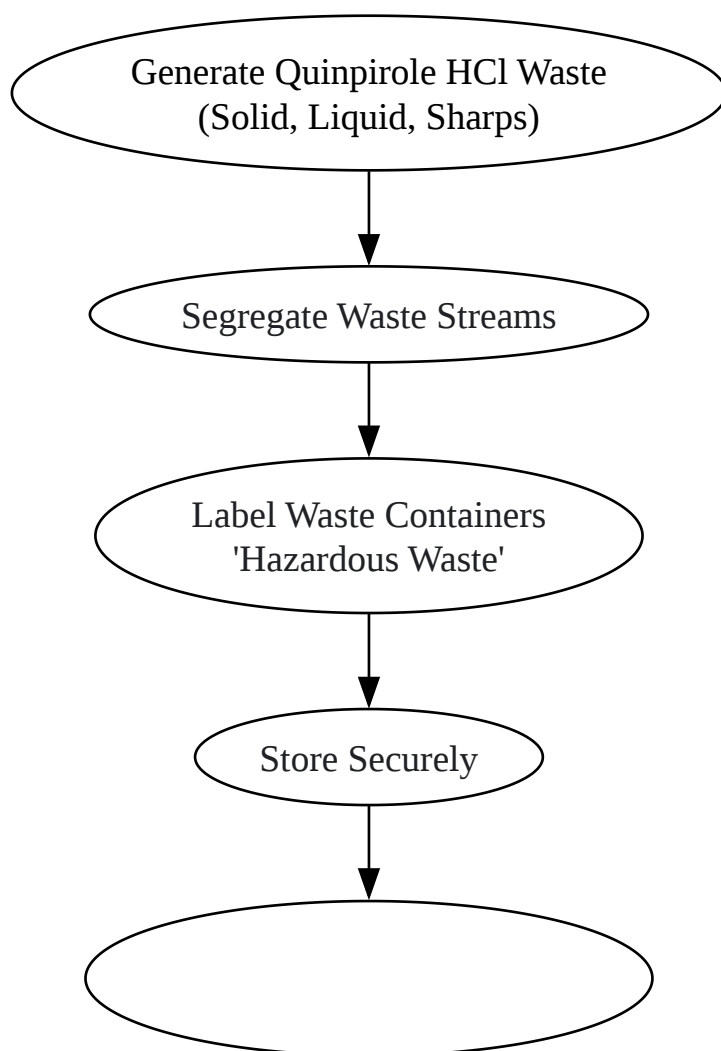 Generate Quinpirole HCl Waste
(Solid, Liquid, Sharps)
Segregate Waste Streams
Label Waste Containers
'Hazardous Waste'
Store Securely